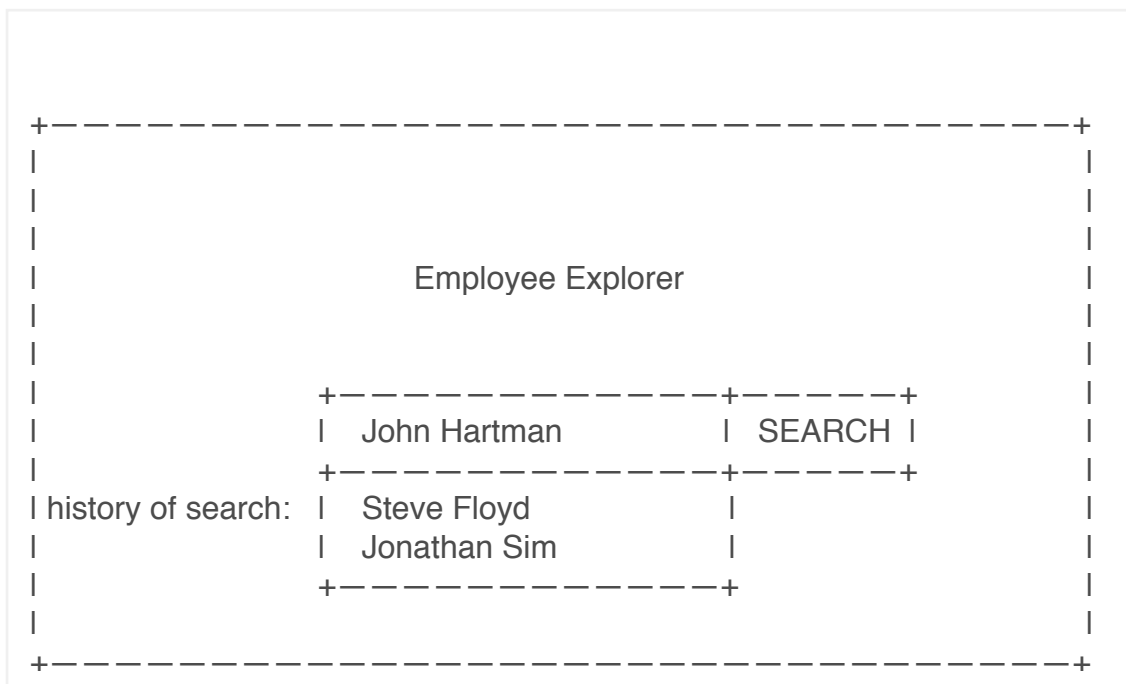 Employee Explorer
John Hartman | SEARCH |
history of search: | Steve Floyd |
| Jonathan Sim |